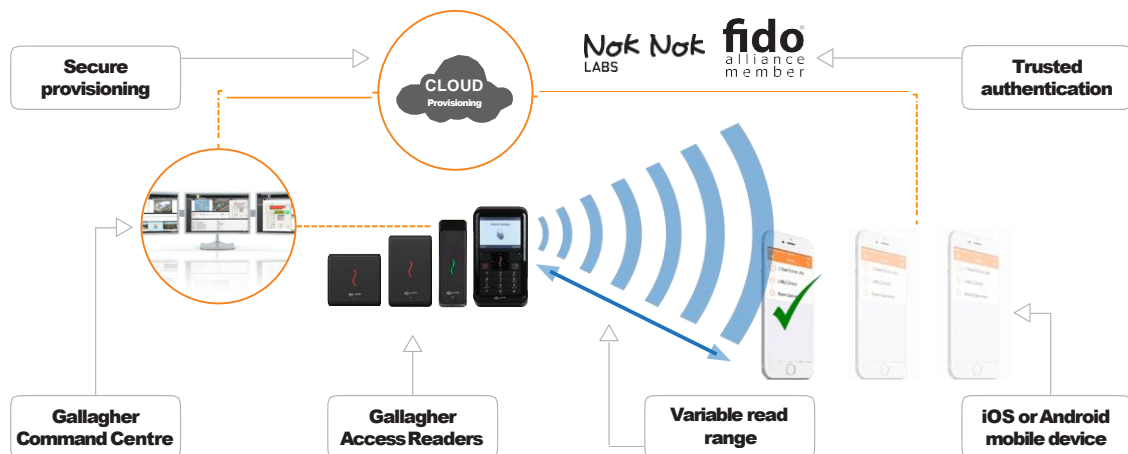 Secure
provisioning
CLOUD
Provisioning
Nok Nok
LABS
fido
alliance
member
Trusted
authentication
Gallagher
Command Centre
Gallagher
Access Readers
Variable read
range
iOS or Android
mobile device